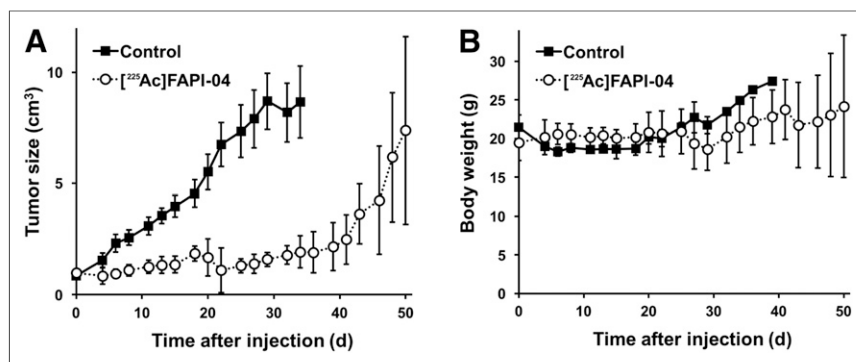 A
Control
[²²⁵Ac]FAPI-04
Tumor size (cm³)
10
5
0
0 10 20 30 40 50
Time after injection (d)
B
Control
[²²⁵Ac]FAPI-04
Body weight (g)
30
25
20
15
10
5
0
0 10 20 30 40 50
Time after injection (d)